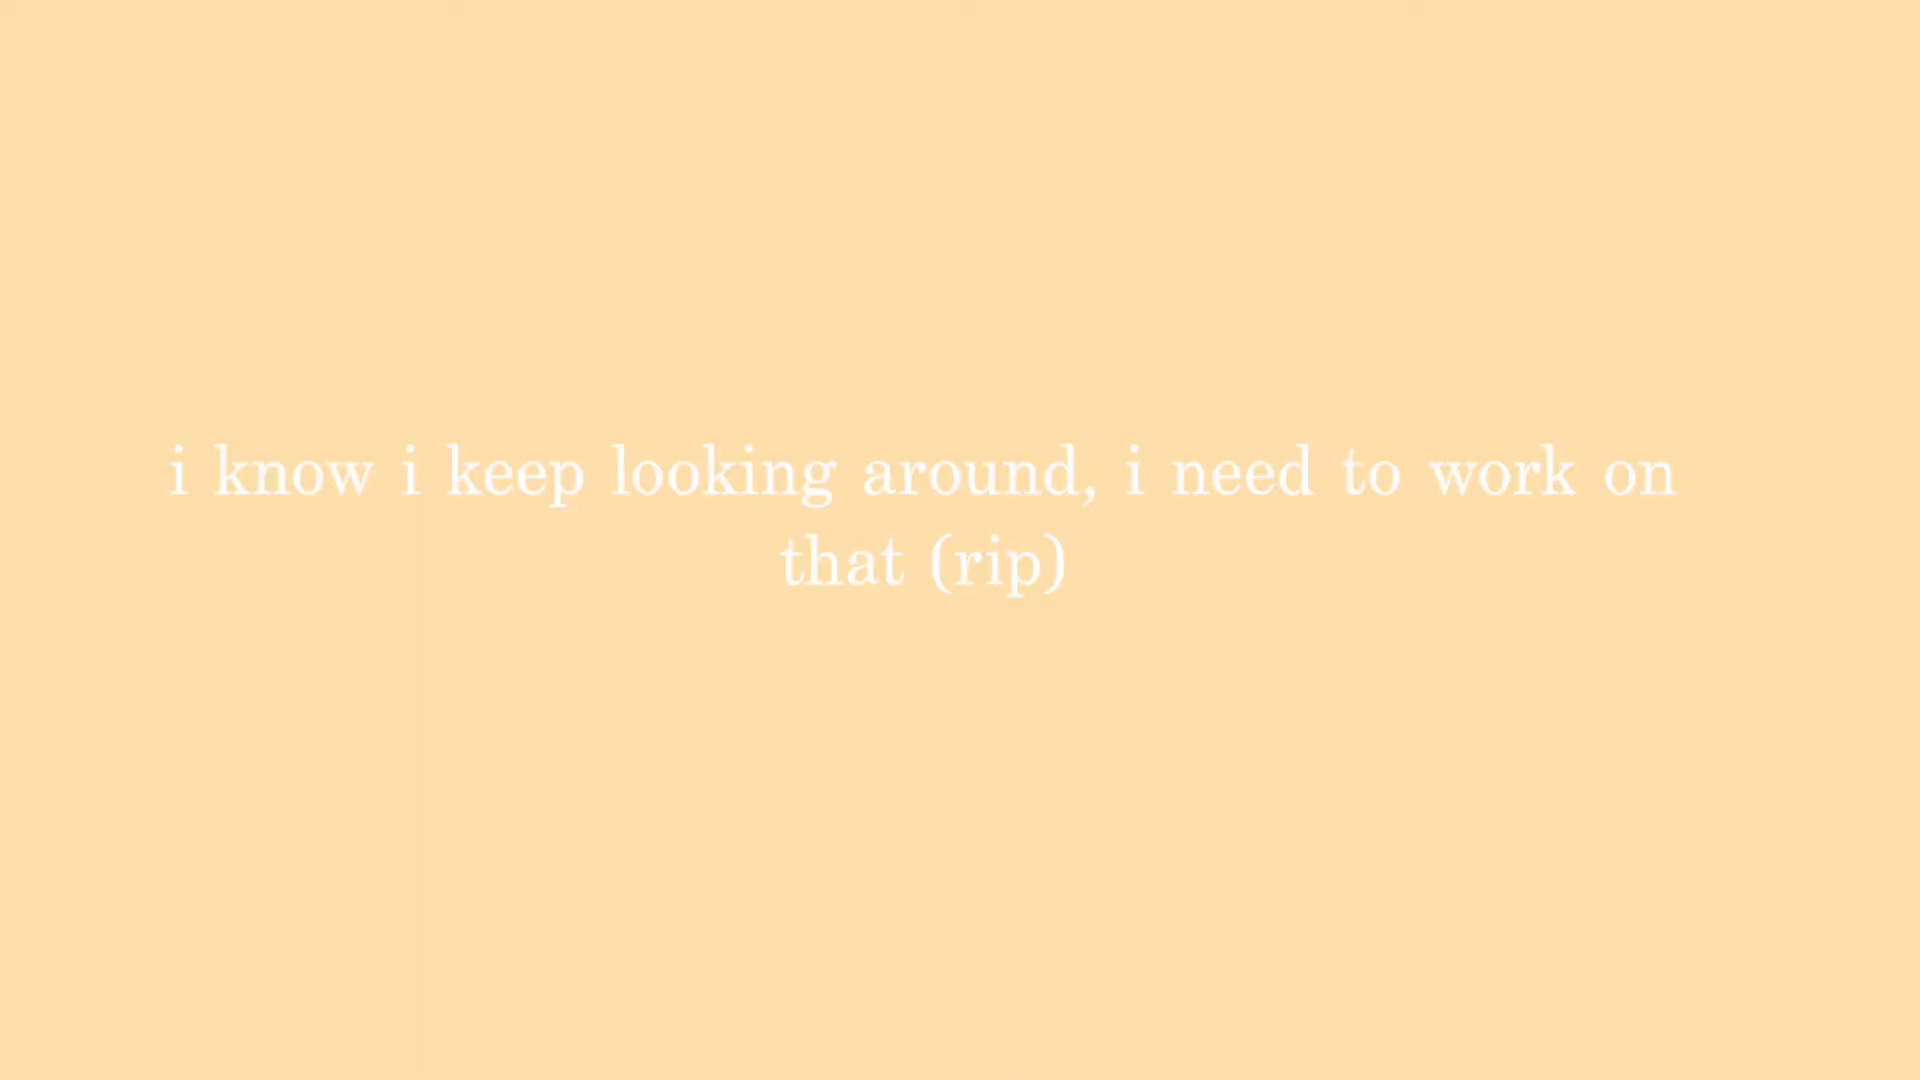 i know i keep looking around, i need to work on
that (rip)